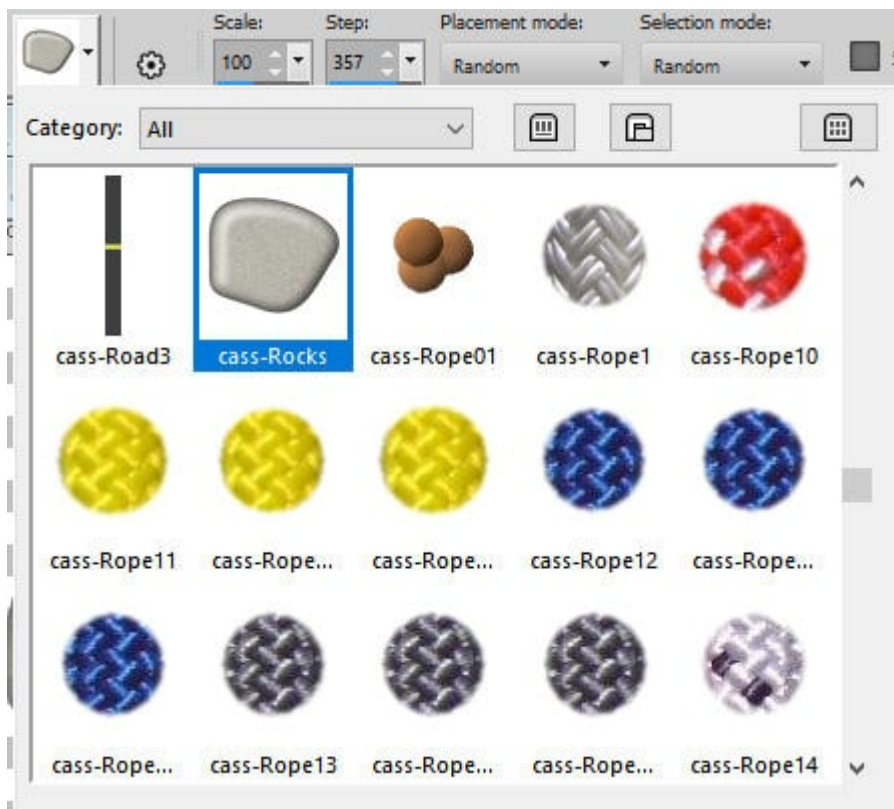 Scale: Step: Placement mode: Selection mode:
100 357 Random Random
Category: All
cass-Road3 cass-Rocks cass-Rope01 cass-Rope1 cass-Rope10
cass-Rope11 cass-Rope... cass-Rope... cass-Rope12 cass-Rope...
cass-Rope... cass-Rope13 cass-Rope... cass-Rope... cass-Rope14